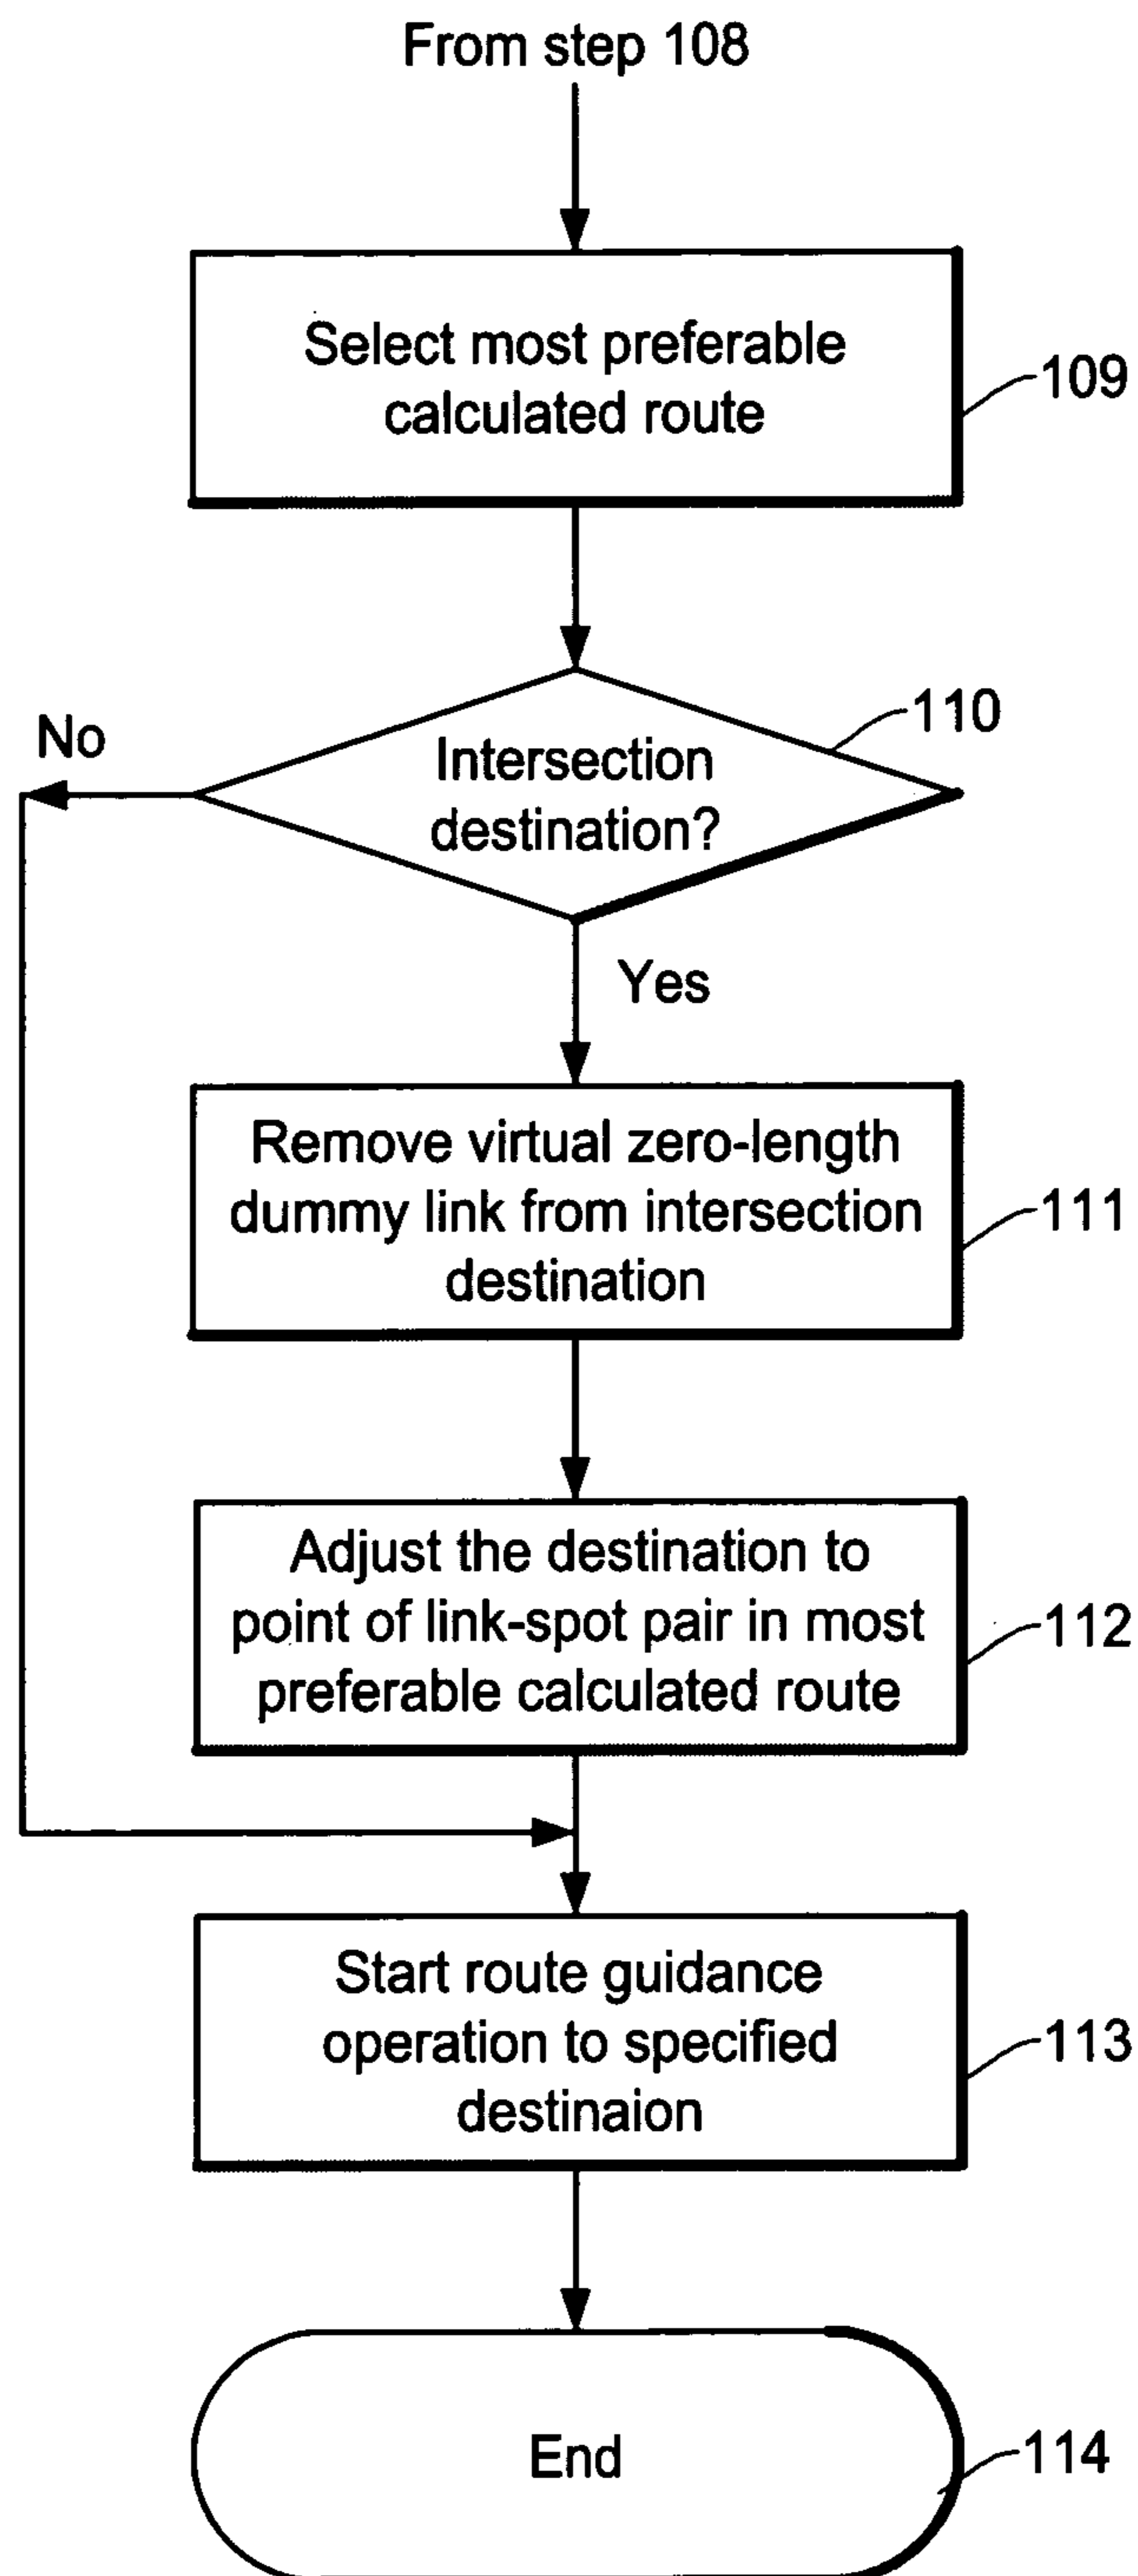 From step 108
Select most preferable
calculated route
109
110
No
Intersection
destination?
Yes
Remove virtual zero-length
dummy link from intersection
destination
111
Adjust the destination to
point of link-spot pair in most
preferable calculated route
112
Start route guidance
operation to specified
destinaion
113
End
114